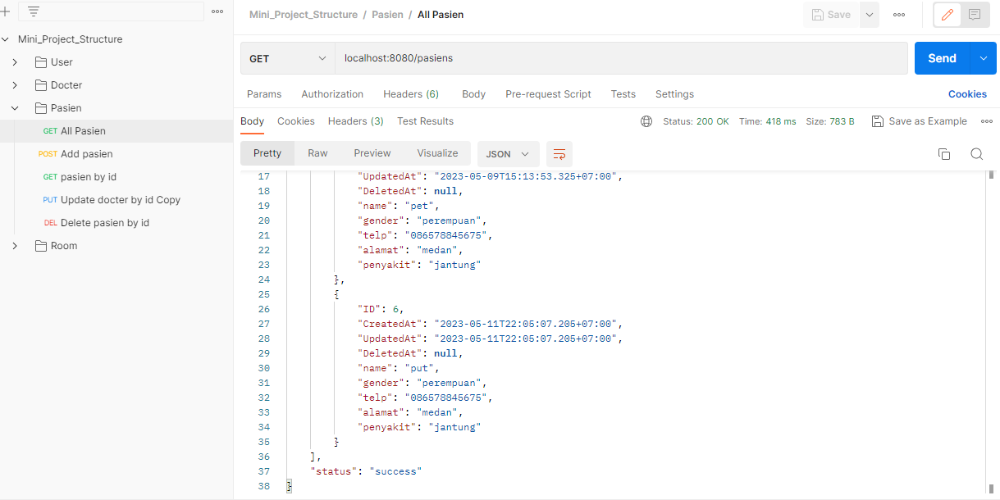 Mini_Project_Structure
User
Docter
Pasien
GET All Pasien
POST Add pasien
GET pasien by id
PUT Update docter by id Copy
DEL Delete pasien by id
Room
Mini_Project_Structure / Pasien / All Pasien
Save
GET localhost:8080/pasiens
Send
Params Authorization Headers (6) Body Pre-request Script Tests Settings Cookies
Body Cookies Headers (3) Test Results Status: 200 OK Time: 418 ms Size: 783 B Save as Example
Pretty Raw Preview Visualize JSON
17 "UpdatedAt": "2023-05-09T15:13:53.325+07:00",
18 "DeletedAt": null,
19 "name": "pet",
20 "gender": "perempuan",
21 "telp": "086578845675",
22 "alamat": "medan",
23 "penyakit": "jantung"
24 },
25 {
26 "ID": 6,
27 "CreatedAt": "2023-05-11T22:05:07.205+07:00",
28 "UpdatedAt": "2023-05-11T22:05:07.205+07:00",
29 "DeletedAt": null,
30 "name": "put",
31 "gender": "perempuan",
32 "telp": "086578845675",
33 "alamat": "medan",
34 "penyakit": "jantung"
35 }
36 ],
37 "status": "success"
38 }